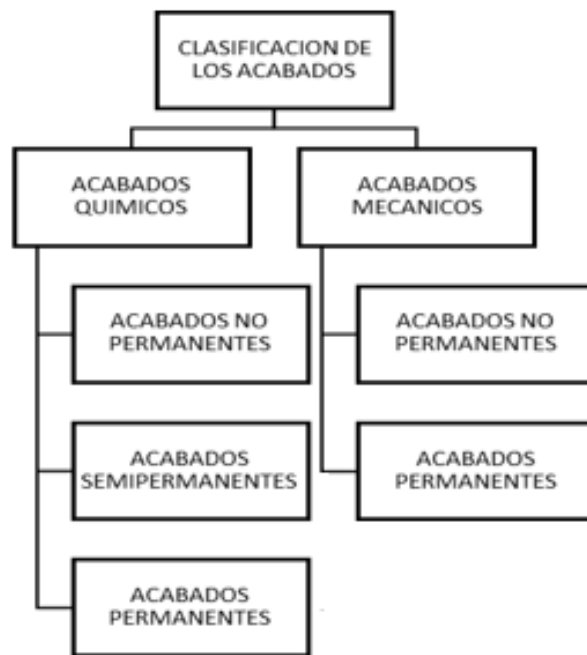 CLASIFICACION DE
LOS ACABADOS
ACABADOS
QUIMICOS
ACABADOS NO
PERMANENTES
ACABADOS
SEMIPERMANENTES
ACABADOS
PERMANENTES
ACABADOS
MECANICOS
ACABADOS NO
PERMANENTES
ACABADOS
PERMANENTES